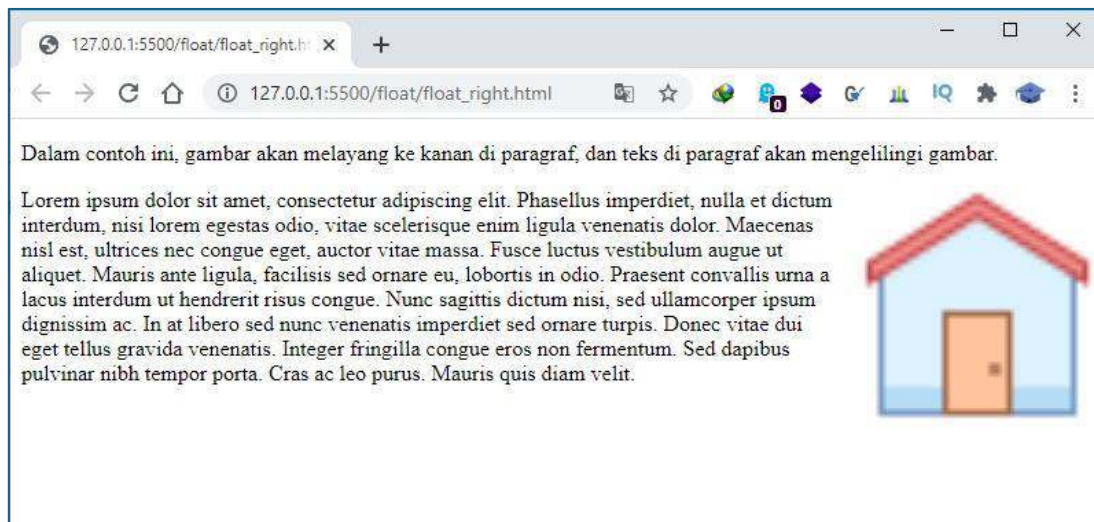 127.0.0.1:5500/float/float_right.h
127.0.0.1:5500/float/float_right.html
0
IQ
Dalam contoh ini, gambar akan melayang ke kanan di paragraf, dan teks di paragraf akan mengelilingi gambar.
Lorem ipsum dolor sit amet, consectetur adipiscing elit. Phasellus imperdiet, nulla et dictum
interdum, nisi lorem egestas odio, vitae scelerisque enim ligula venenatis dolor. Maecenas
nisl est, ultrices nec congue eget, auctor vitae massa. Fusce luctus vestibulum augue ut
aliquet. Mauris ante ligula, facilisis sed ornare eu, lobortis in odio. Praesent convallis urna a
lacus interdum ut hendrerit risus congue. Nunc sagittis dictum nisi, sed ullamcorper ipsum
dignissim ac. In at libero sed nunc venenatis imperdiet sed ornare turpis. Donec vitae dui
eget tellus gravida venenatis. Integer fringilla congue eros non fermentum. Sed dapibus
pulvinar nibh tempor porta. Cras ac leo purus. Mauris quis diam velit.